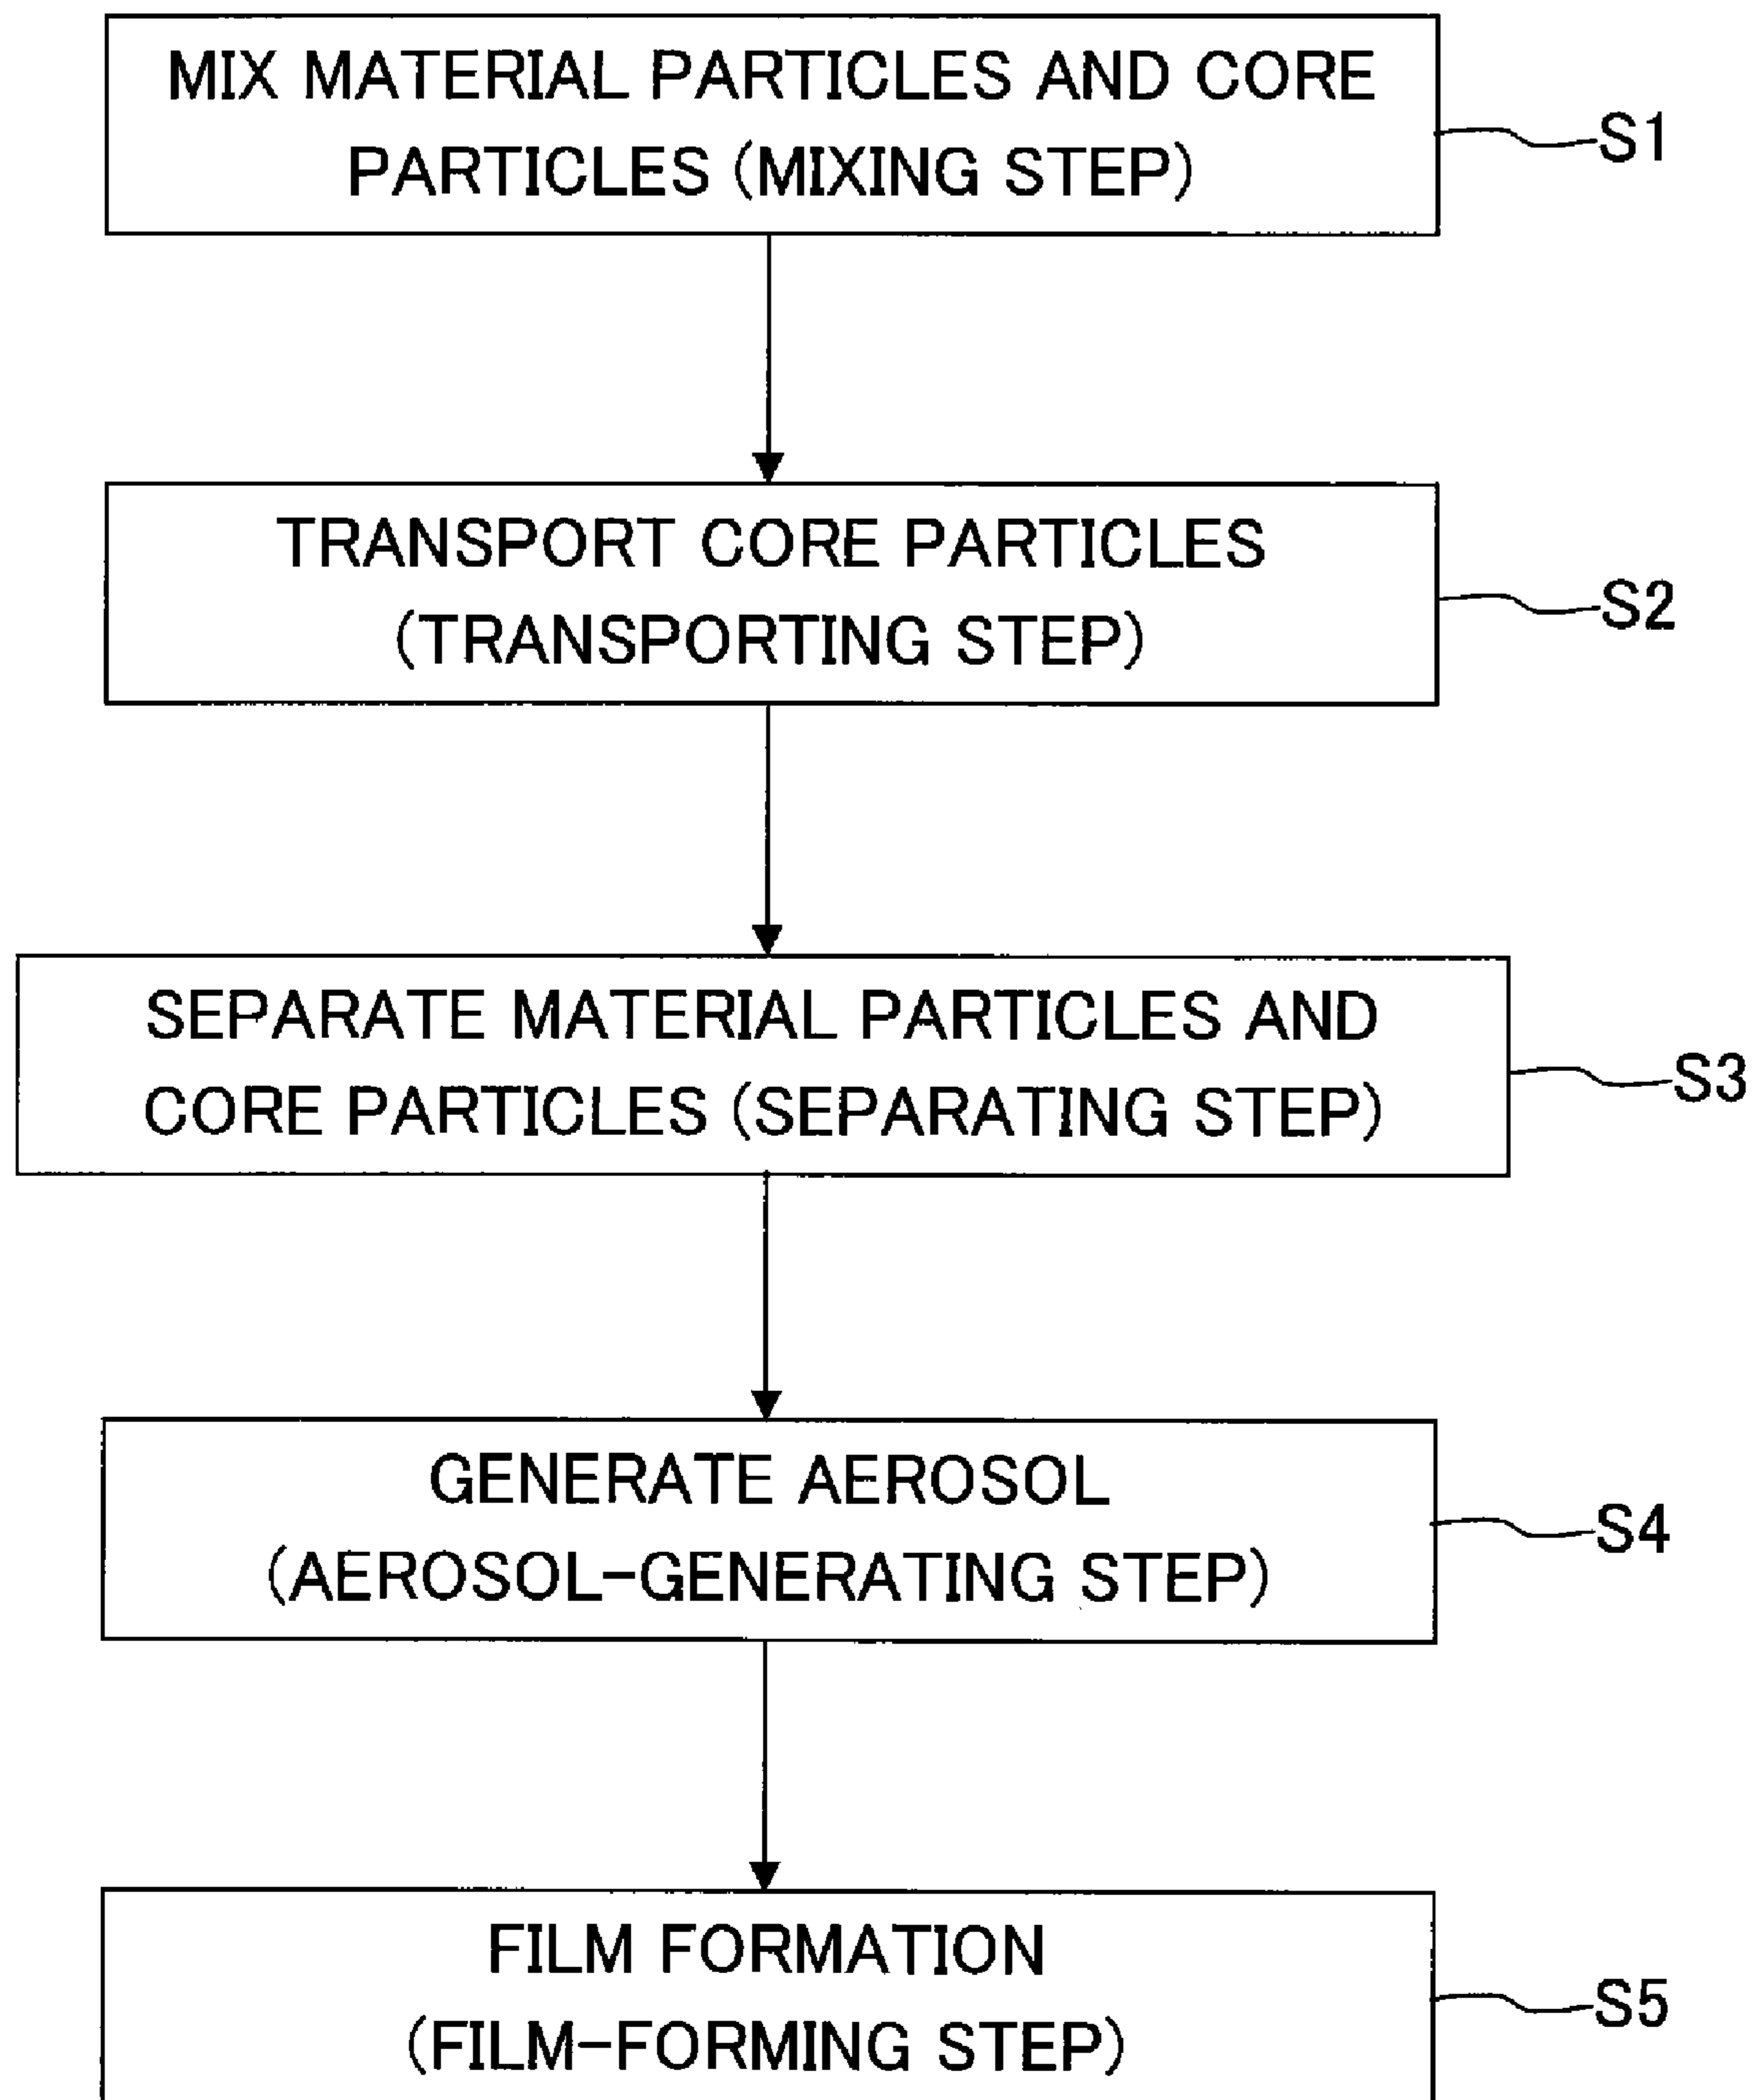 MIX MATERIAL PARTICLES AND CORE
PARTICLES (MIXING STEP)
S1
TRANSPORT CORE PARTICLES
(TRANSPORTING STEP)
S2
SEPARATE MATERIAL PARTICLES AND
CORE PARTICLES (SEPARATING STEP)
S3
GENERATE AEROSOL
(AEROSOL-GENERATING STEP)
S4
FILM FORMATION
(FILM-FORMING STEP)
S5